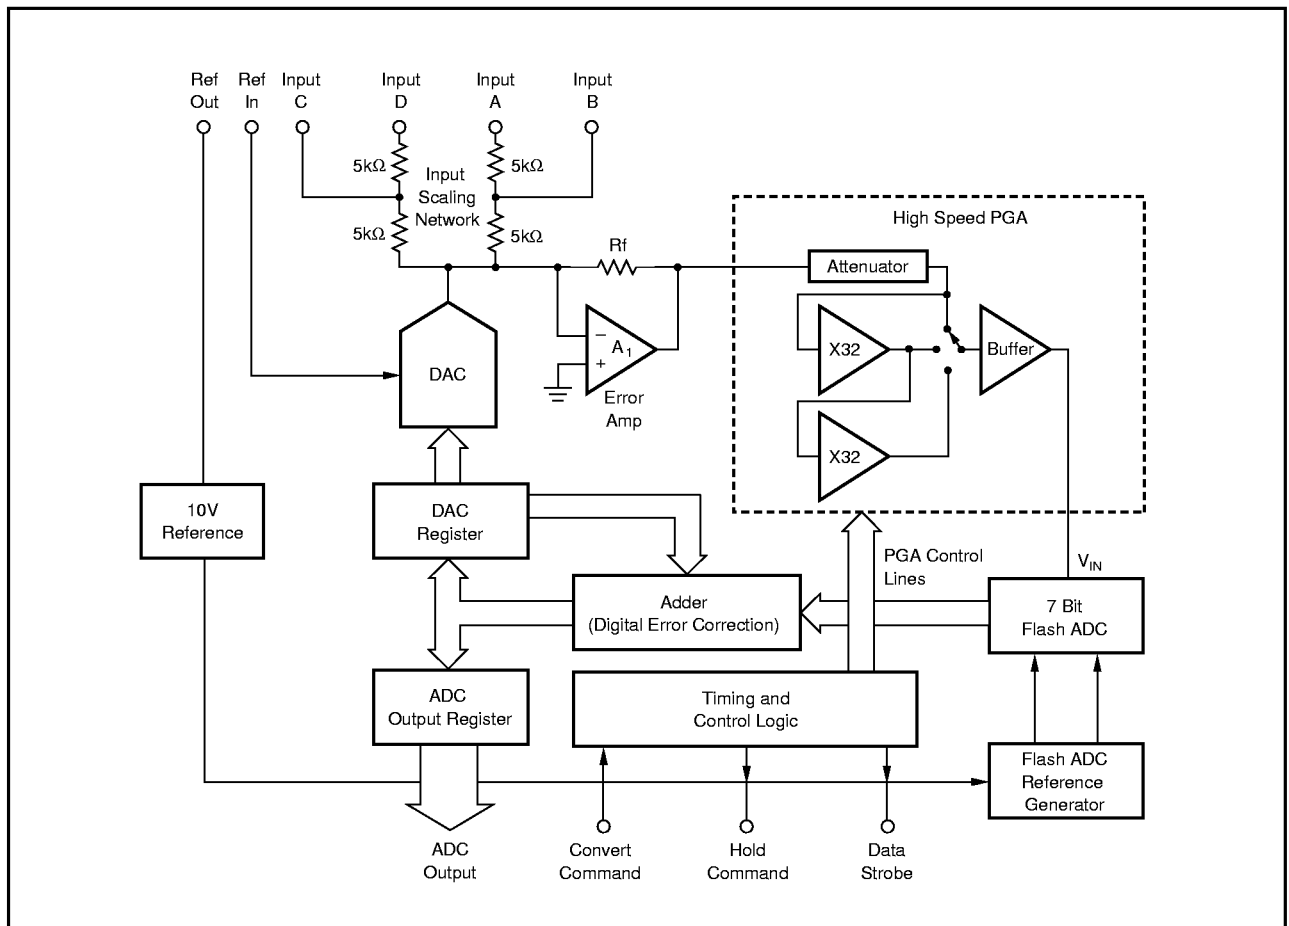 Ref
Out
Ref
In
Input
C
Input
D
Input
A
Input
B
5kΩ
5kΩ
Input
Scaling
Network
5kΩ
5kΩ
Rf
High Speed PGA
Attenuator
X32
Buffer
X32
−
+
A1
Error
Amp
DAC
10V
Reference
DAC
Register
PGA Control
Lines
VIN
Adder
(Digital Error Correction)
7 Bit
Flash ADC
ADC
Output Register
Timing and
Control Logic
Flash ADC
Reference
Generator
ADC
Output
Convert
Command
Hold
Command
Data
Strobe